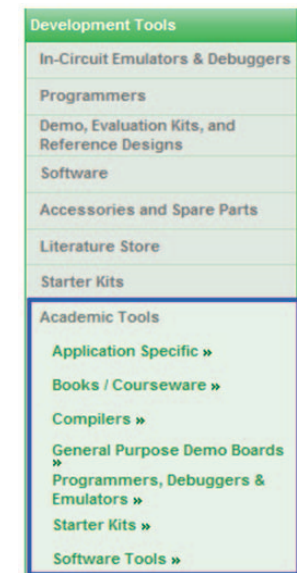 Development Tools
In-Circuit Emulators & Debuggers
Programmers
Demo, Evaluation Kits, and
Reference Designs
Software
Accessories and Spare Parts
Literature Store
Starter Kits
Academic Tools
Application Specific »
Books / Courseware »
Compilers »
General Purpose Demo Boards
»
Programmers, Debuggers &
Emulators »
Starter Kits »
Software Tools »